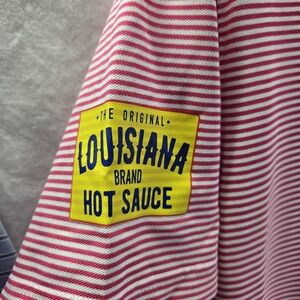 •THE ORIGINAL•
LOUISIANA
BRAND
HOT SAUCE